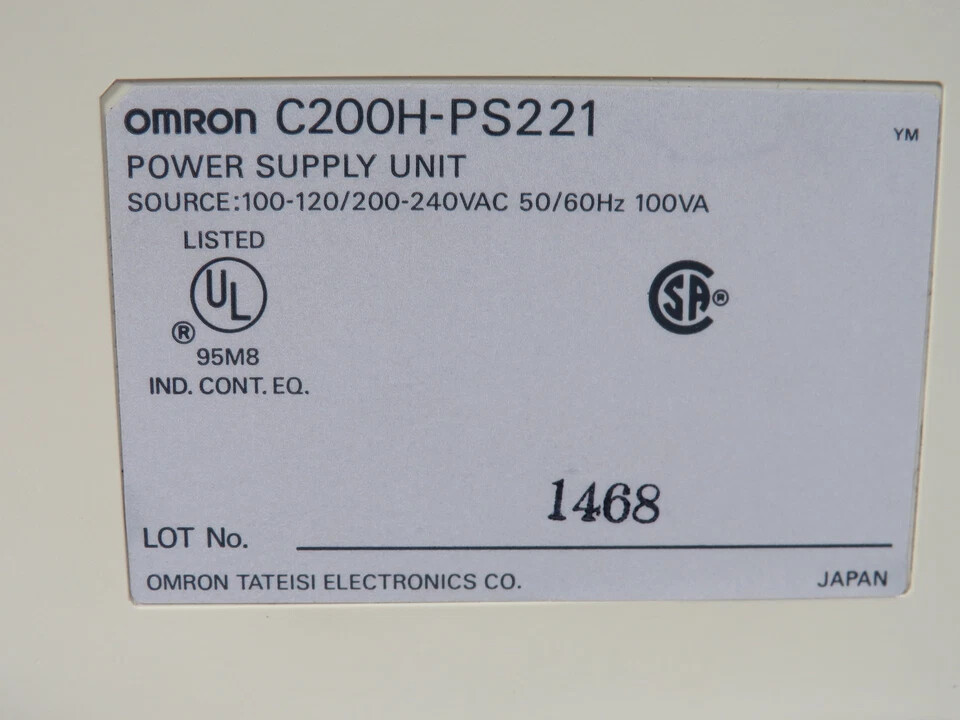 OMRON C200H-PS221
YM
POWER SUPPLY UNIT
SOURCE:100-120/200-240VAC 50/60Hz 100VA
LISTED
UL
®
95M8
IND. CONT. EQ.
CSA®
1468
LOT No.
OMRON TATEISI ELECTRONICS CO.
JAPAN